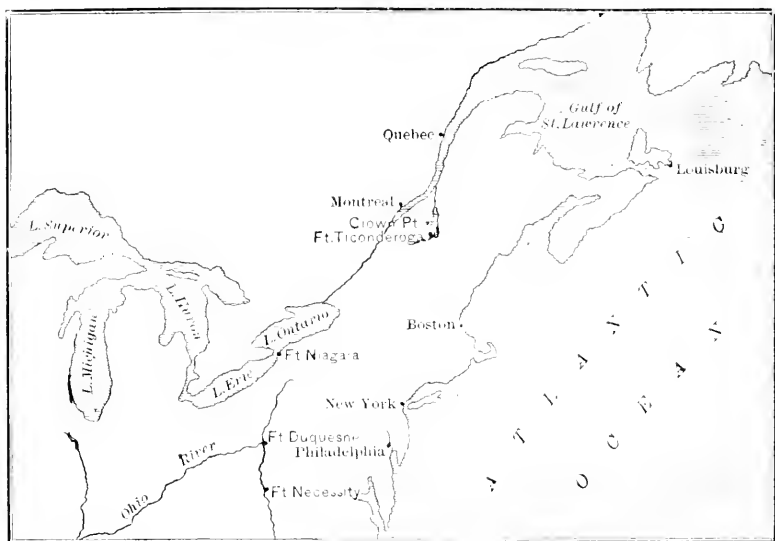 Gulf of
St. Lawrence
Quebec
Louisburg
Montreal
Crown Pt
Ft. Ticonderoga
L. Superior
L. Huron
L. Michigan
L. Ontario
Boston
Ft Niagara
L. Erie
New York
Ft Duquesne
Philadelphia
Ohio River
Ft Necessity
ATLANTIC
OCEAN